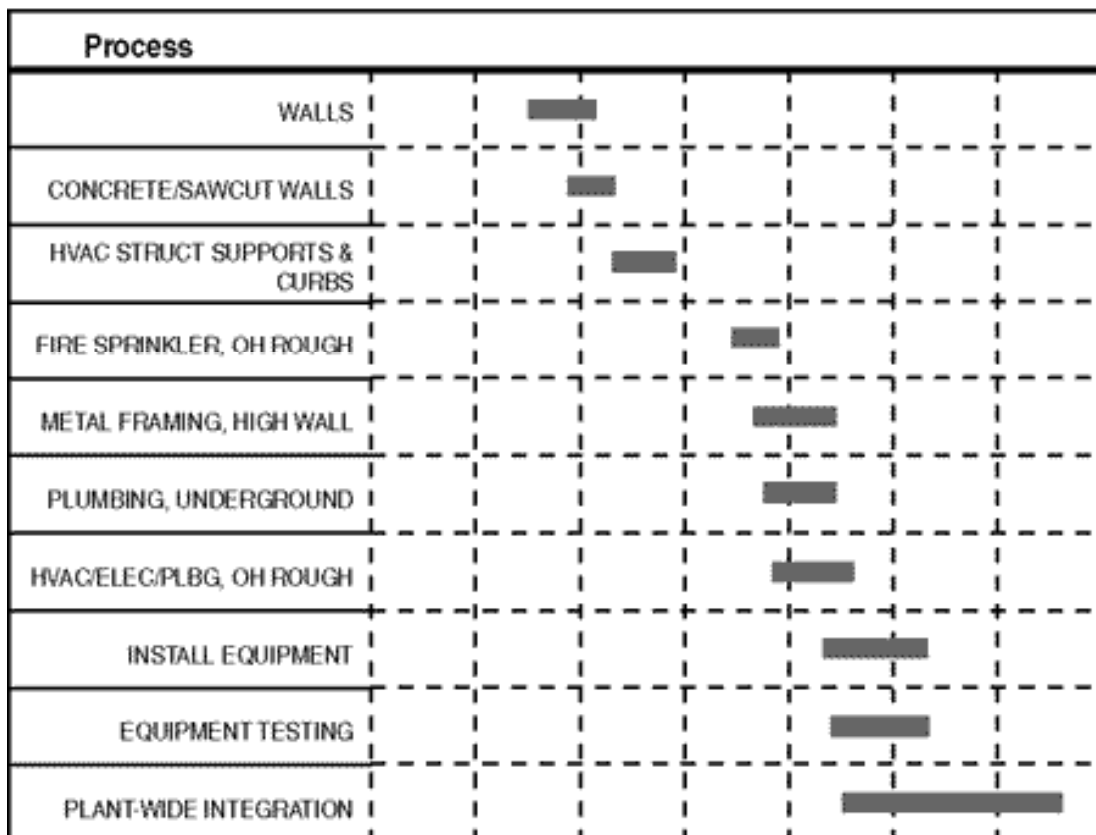 Process
WALLS
CONCRETE/SAWCUT WALLS
HVAC STRUCT SUPPORTS &
CURBS
FIRE SPRINKLER, OH ROUGH
METAL FRAMING, HIGH WALL
PLUMBING, UNDERGROUND
HVAC/ELEC/PLBG, OH ROUGH
INSTALL EQUIPMENT
EQUIPMENT TESTING
PLANT-WIDE INTEGRATION